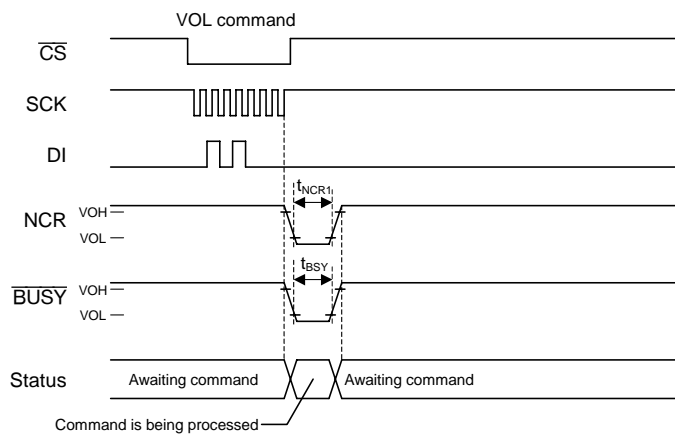 VOL command
CS
SCK
DI
tNCR1
NCR
VOH
VOL
tBSY
BUSY
VOH
VOL
Status
Awaiting command
Awaiting command
Command is being processed